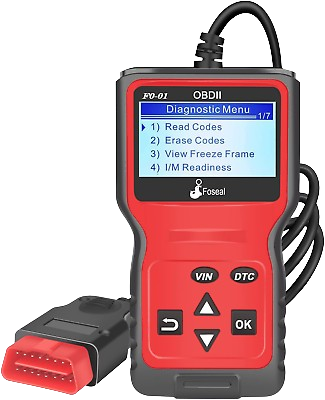 FO-01 OBDII
Diagnostic Menu
1/7
1) Read Codes
2) Erase Codes
3) View Freeze Frame
4) I/M Readiness
Foseal
VIN DTC
OK